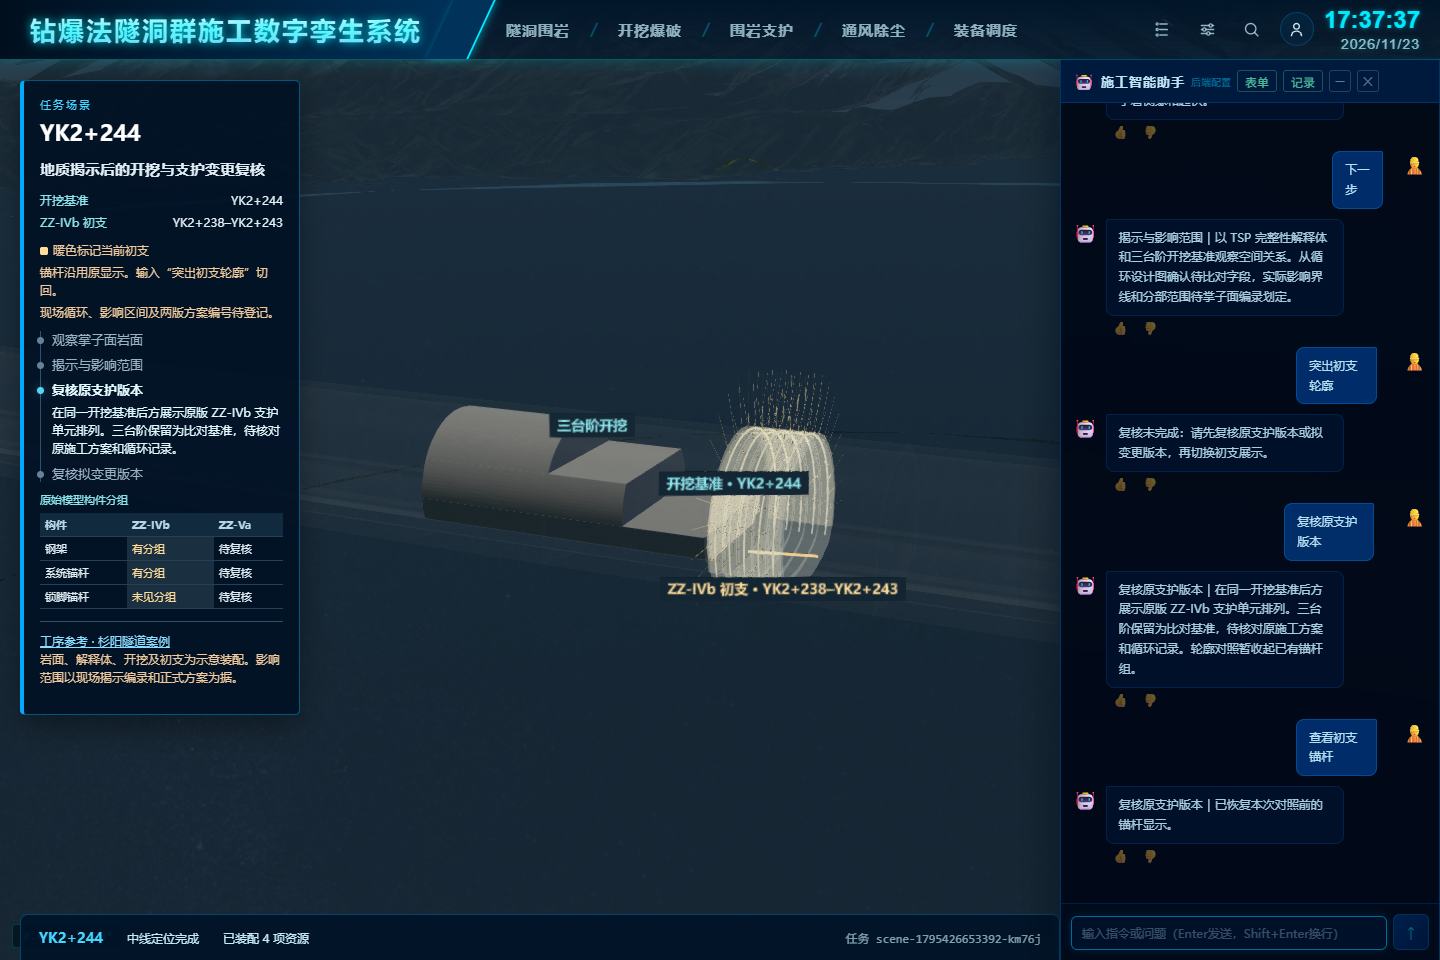 钻爆法隧洞群施工数字孪生系统
隧洞围岩 / 开挖爆破 / 围岩支护 / 通风除尘 / 装备调度
17:37:37
2026/11/23
任务场景
YK2+244
地质揭示后的开挖与支护变更复核
开挖基准 YK2+244
ZZ-IVb 初支 YK2+238—YK2+243
暖色标记当前初支
锚杆沿用原显示。输入“突出初支轮廓”切
回。
现场循环、影响区间及两版方案编号待登记。
观察掌子面岩面
揭示与影响范围
复核原支护版本
在同一开挖基准后方展示原版 ZZ-IVb 支护
单元排列。三台阶保留为比对基准，待核对
原施工方案和循环记录。
复核拟变更版本
原始模型构件分组
构件 ZZ-IVb ZZ-Va
钢架 有分组 待复核
系统锚杆 有分组 待复核
锁脚锚杆 未见分组 待复核
工序参考 · 杉阳隧道案例
岩面、解释体、开挖及初支为示意装配。影响
范围以现场揭示编录和正式方案为据。
三台阶开挖
开挖基准 • YK2+244
ZZ-IVb 初支 • YK2+238—YK2+243
YK2+244 中线定位完成 已装配 4 项资源
任务 scene-1795426653392-km76j
施工智能助手 后端配置 表单 记录
下一
步
揭示与影响范围 | 以 TSP 完整性解释体
和三台阶开挖基准观察空间关系。从循
环设计图确认待比对字段，实际影响界
线和分部范围待掌子面编录划定。
突出初支
轮廓
复核未完成：请先复核原支护版本或拟
变更版本，再切换初支展示。
复核原支护
版本
复核原支护版本 | 在同一开挖基准后方
展示原版 ZZ-IVb 支护单元排列。三台
阶保留为比对基准，待核对原施工方案
和循环记录。轮廓对照暂收起已有锚杆
组。
查看初支
锚杆
复核原支护版本 | 已恢复本次对照前的
锚杆显示。
输入指令或问题（Enter发送，Shift+Enter换行）